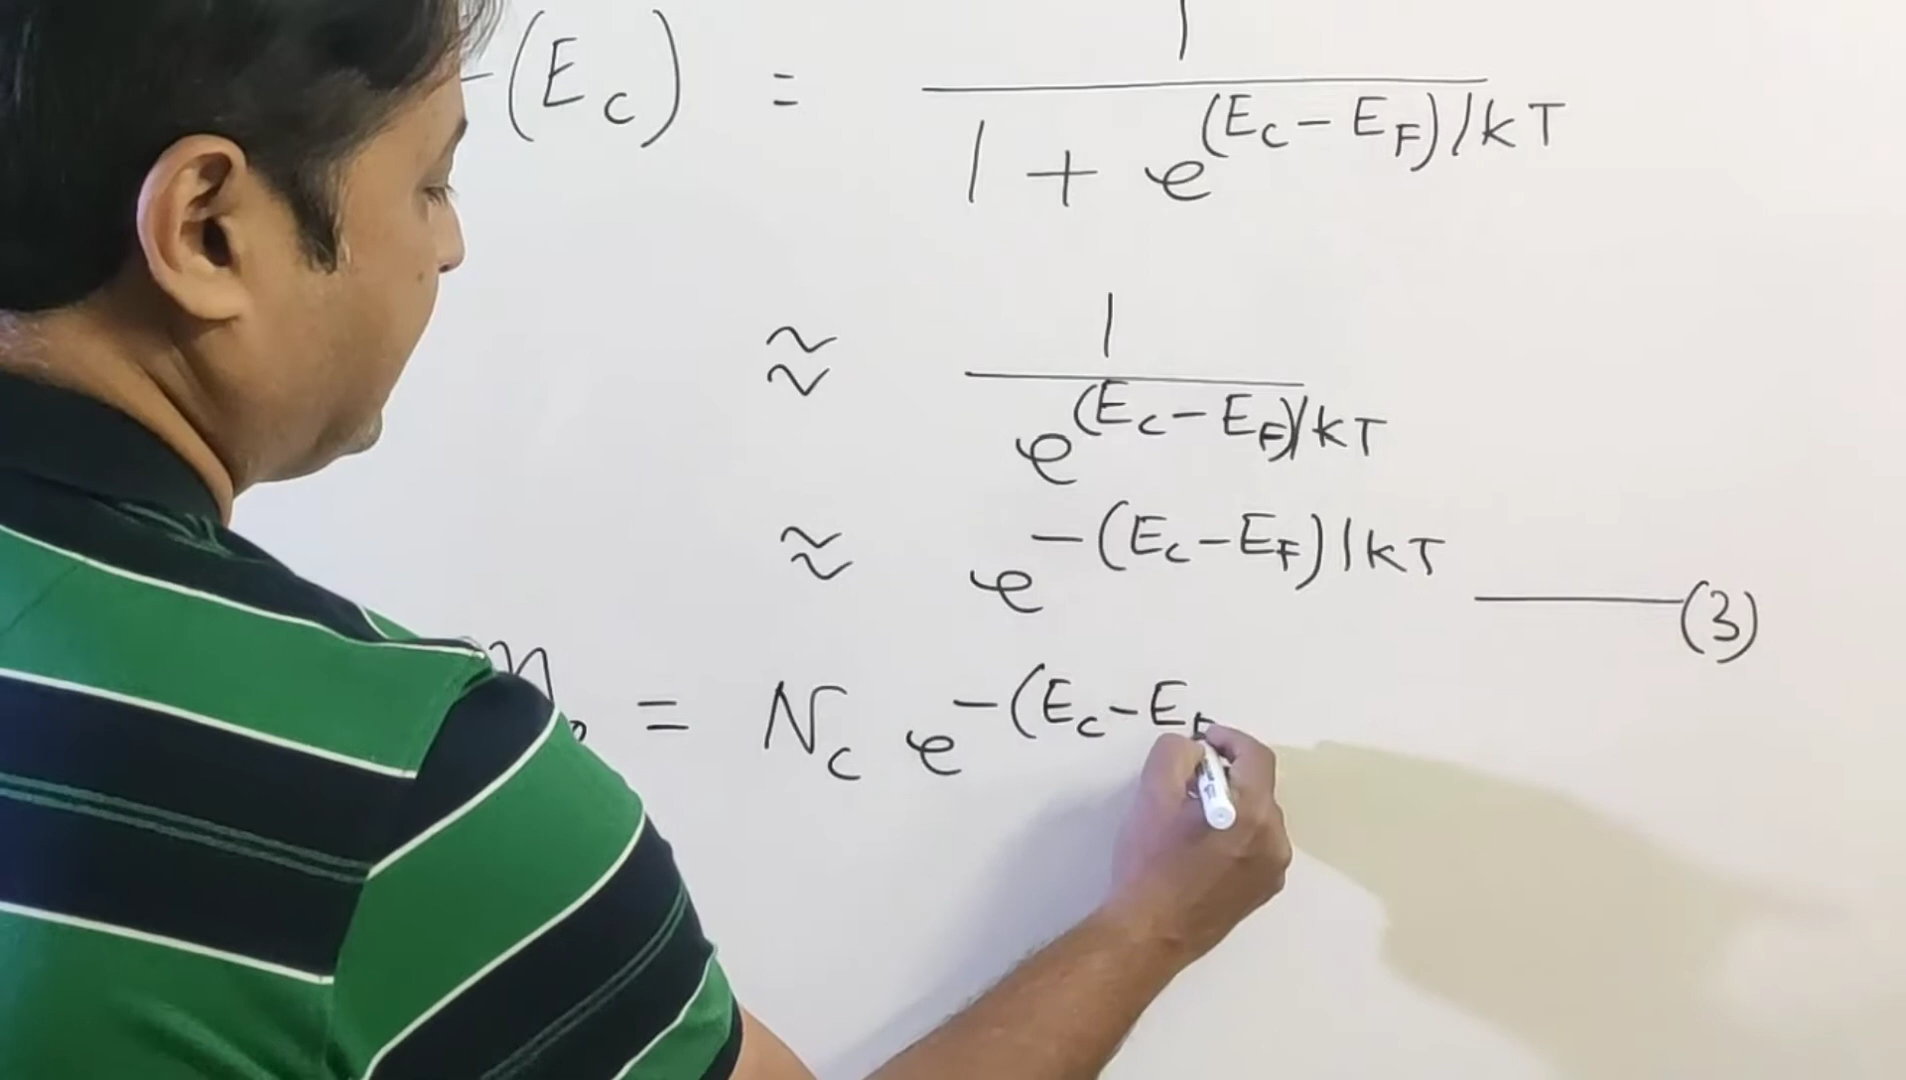 (E_C) = 1 / (1 + e^((E_C - E_F)/kT))
≈ 1 / e^((E_C - E_F)/kT)
≈ e^(-(E_C - E_F)/kT) —— (3)
n = N_C e^(-(E_C - E_F